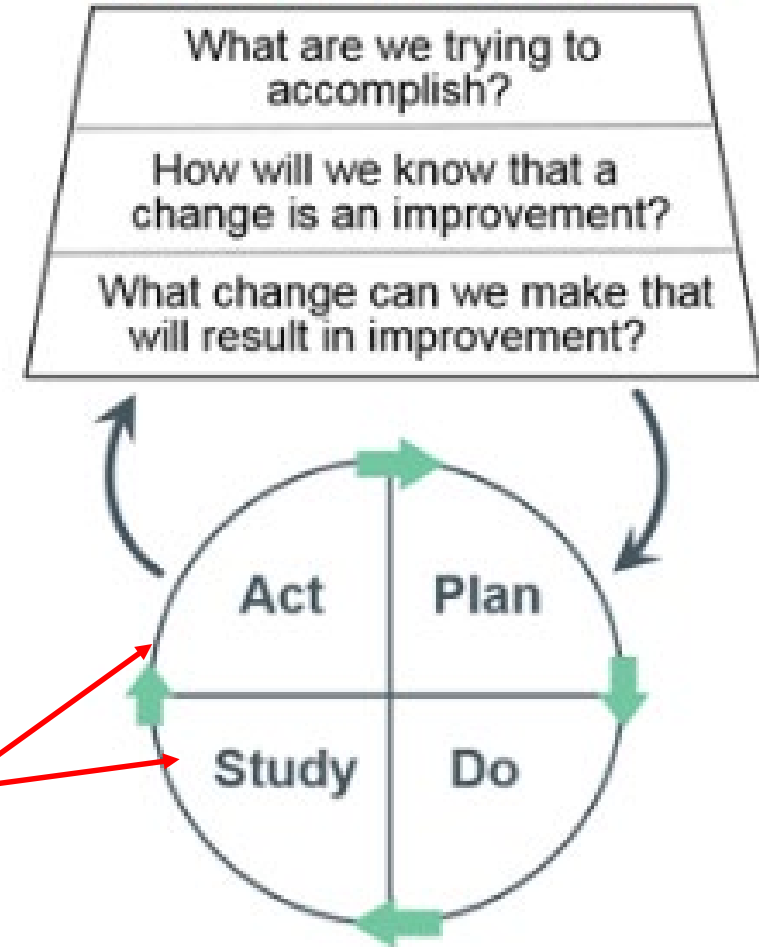 What are we trying to
accomplish?
How will we know that a
change is an improvement?
What change can we make that
will result in improvement?
Act
Plan
Study
Do